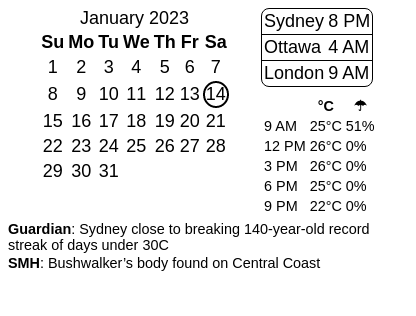 January 2023
Su Mo Tu We Th Fr Sa
1 2 3 4 5 6 7
8 9 10 11 12 13 14
15 16 17 18 19 20 21
22 23 24 25 26 27 28
29 30 31
Sydney 8 PM
Ottawa 4 AM
London 9 AM
°C ☂
9 AM 25°C 51%
12 PM 26°C 0%
3 PM 26°C 0%
6 PM 25°C 0%
9 PM 22°C 0%
Guardian: Sydney close to breaking 140-year-old record
streak of days under 30C
SMH: Bushwalker’s body found on Central Coast